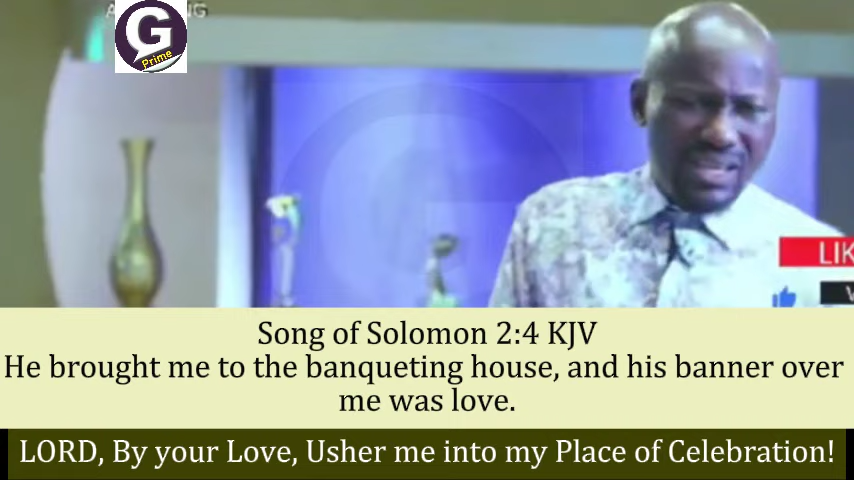 G
Prime
LIK
V
Song of Solomon 2:4 KJV
He brought me to the banqueting house, and his banner over
me was love.
LORD, By your Love, Usher me into my Place of Celebration!